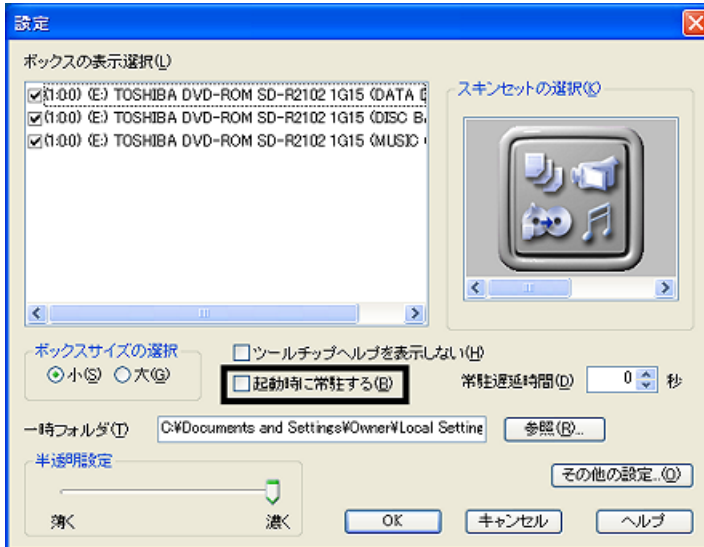 設定
ボックスの表示選択(L)
(1:0:0) (E:) TOSHIBA DVD-ROM SD-R2102 1G15 (DATA
(1:0:0) (E:) TOSHIBA DVD-ROM SD-R2102 1G15 (DISC
(1:0:0) (E:) TOSHIBA DVD-ROM SD-R2102 1G15 (MUSIC
スキンセットの選択(K)
ボックスサイズの選択
小(S) 大(G)
ツールチップヘルプを表示しない(H)
起動時に常駐する(B)
常駐遅延時間(D) 0 秒
一時フォルダ(T) C:¥Documents and Settings¥Owner¥Local Setting 参照(R)...
半透明設定
薄く 濃く
その他の設定...(O)
OK キャンセル ヘルプ